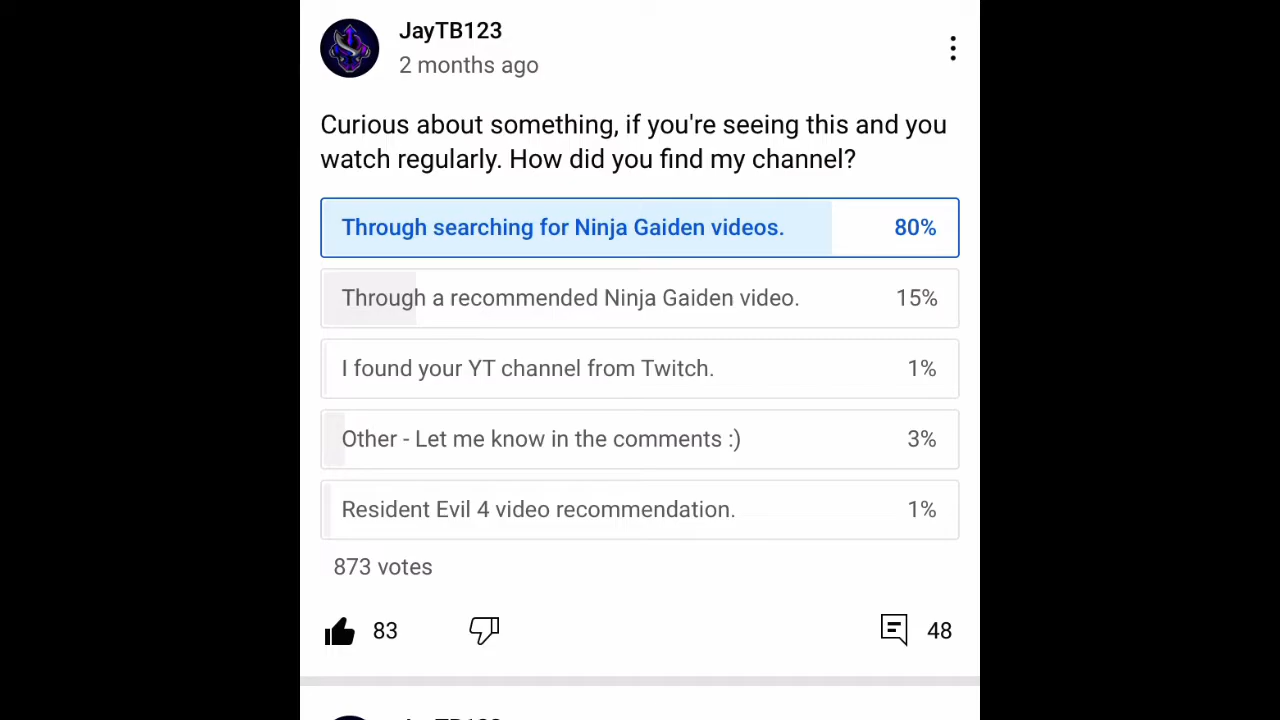 JayTB123
2 months ago
Curious about something, if you're seeing this and you
watch regularly. How did you find my channel?
Through searching for Ninja Gaiden videos. 80%
Through a recommended Ninja Gaiden video. 15%
I found your YT channel from Twitch. 1%
Other - Let me know in the comments :) 3%
Resident Evil 4 video recommendation. 1%
873 votes
83 48